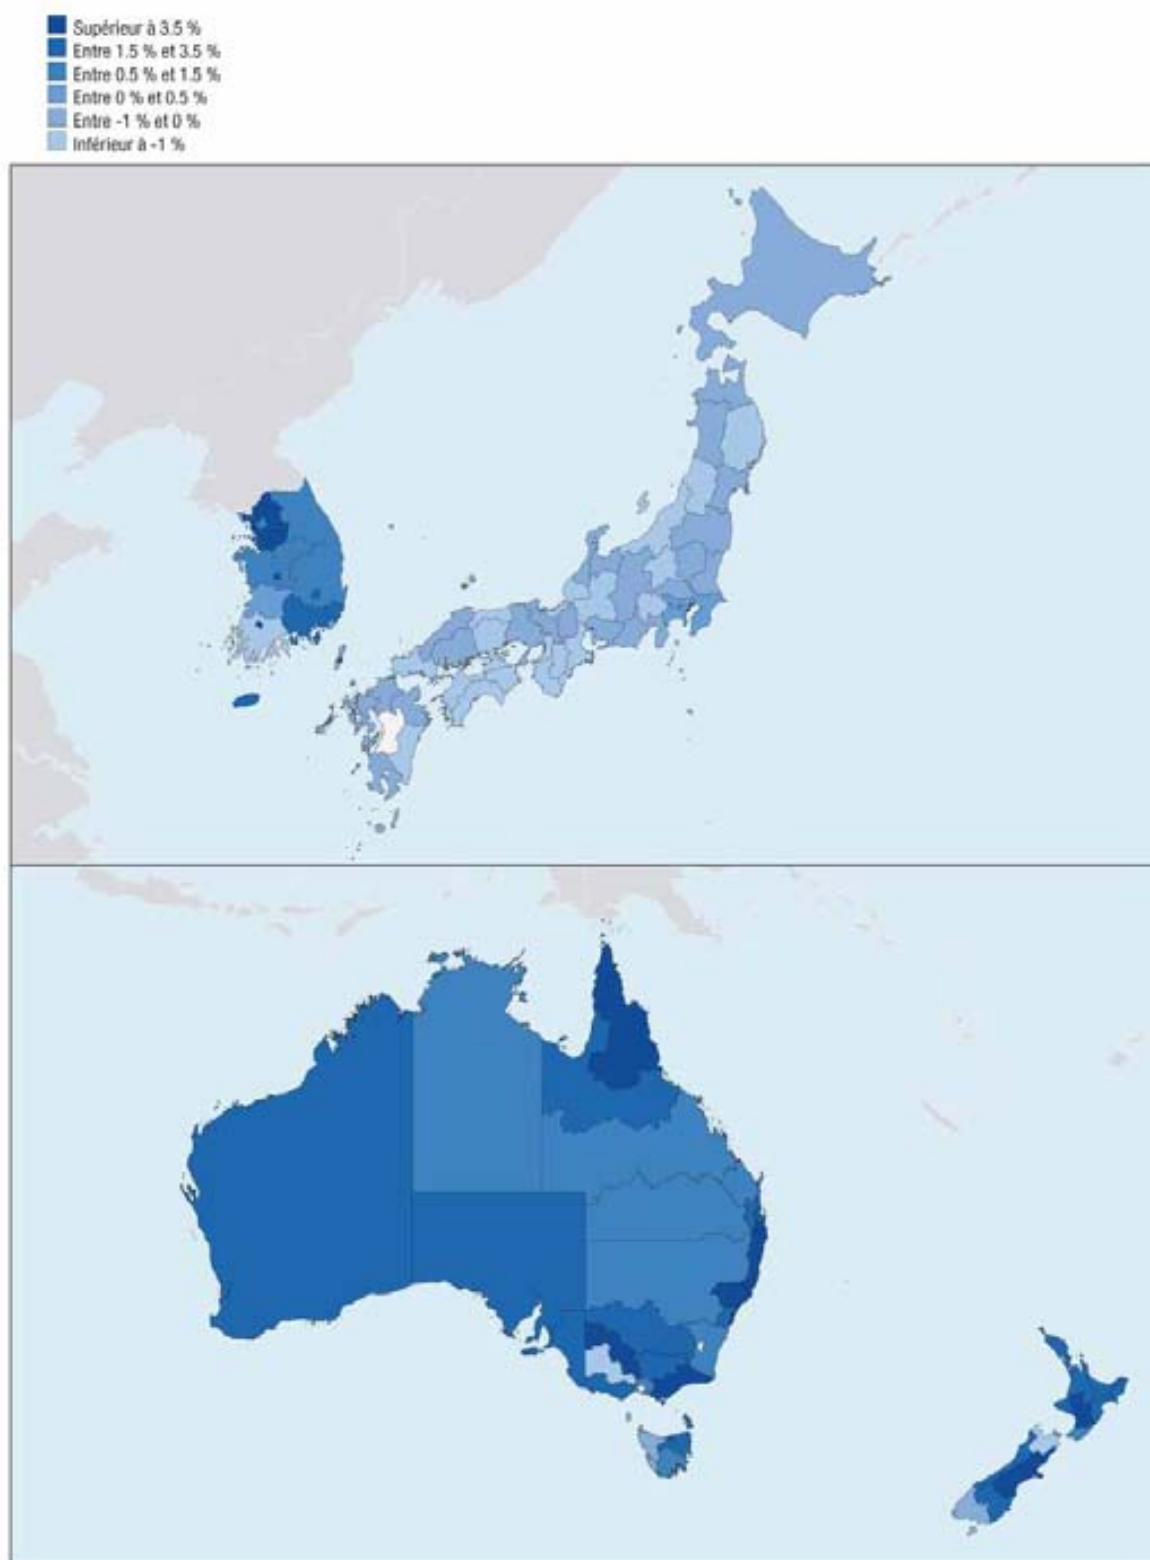 Supérieur à 3.5 %
Entre 1.5 % et 3.5 %
Entre 0.5 % et 1.5 %
Entre 0 % et 0.5 %
Entre -1 % et 0 %
Inférieur à -1 %